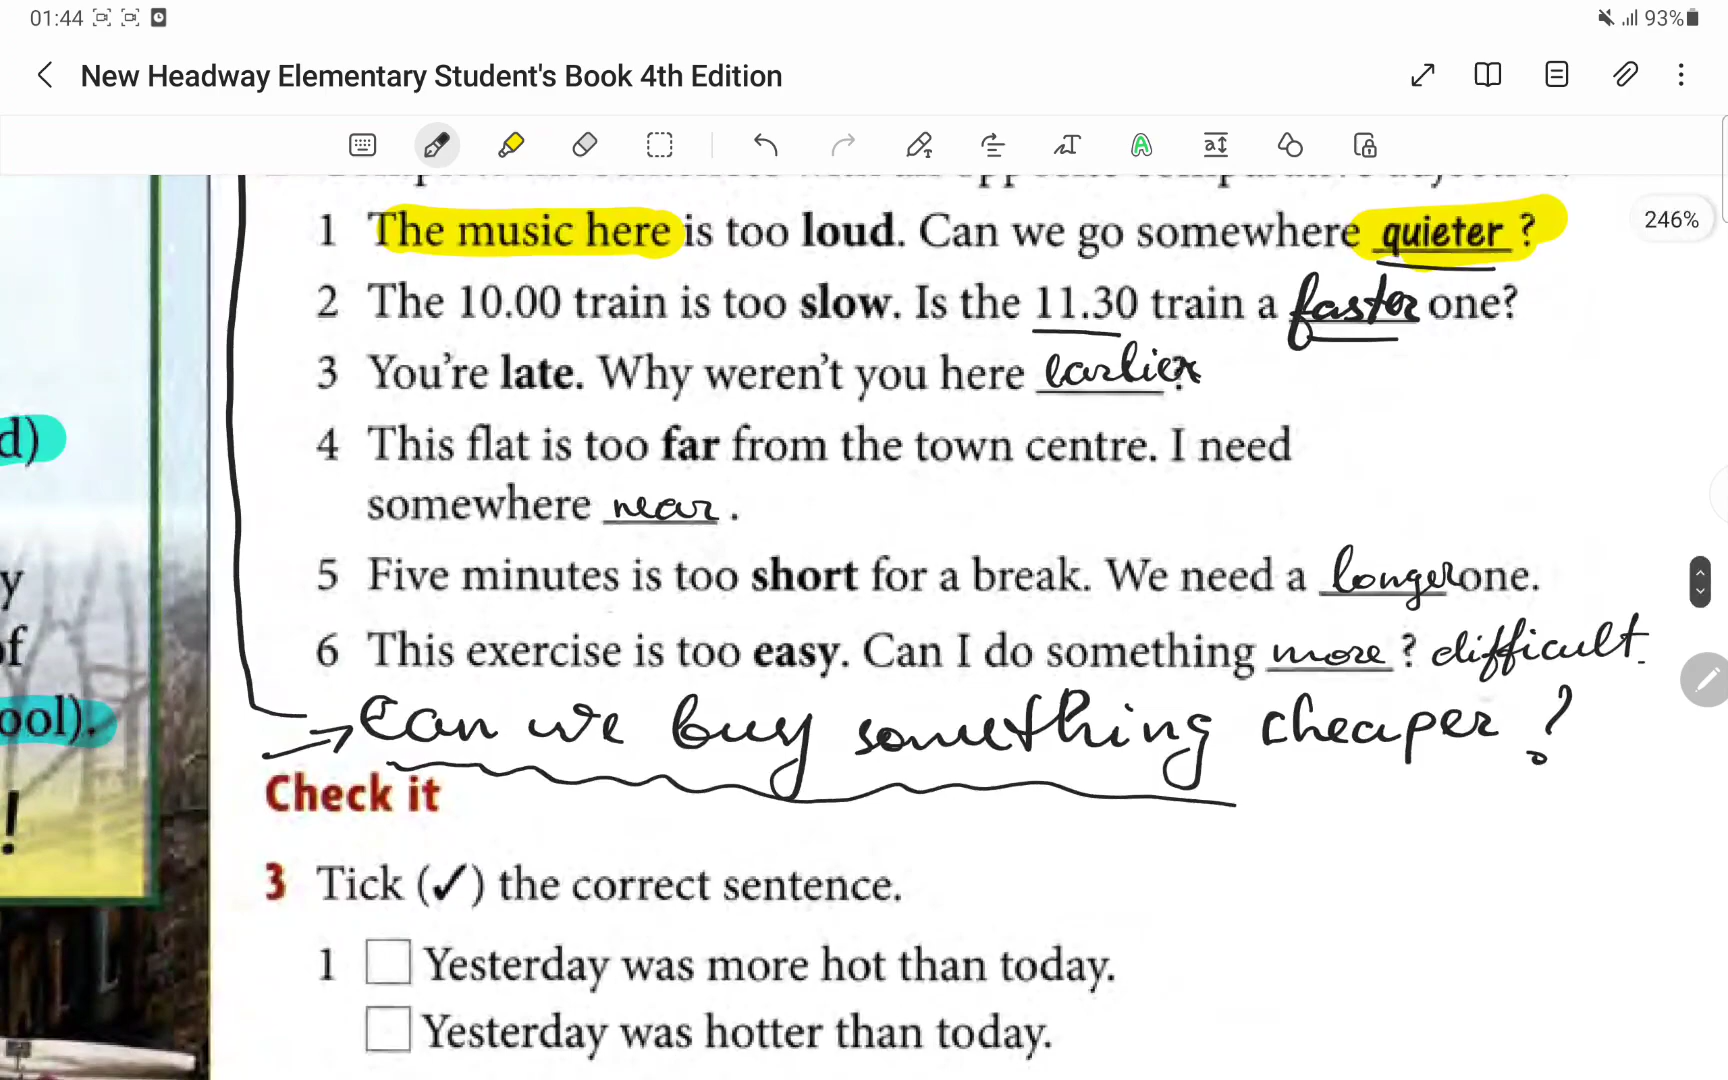 01:44 93%
New Headway Elementary Student's Book 4th Edition
246%
1 The music here is too loud. Can we go somewhere quieter ?
2 The 10.00 train is too slow. Is the 11.30 train a faster one?
3 You're late. Why weren't you here earlier?
4 This flat is too far from the town centre. I need
somewhere near .
5 Five minutes is too short for a break. We need a longer one.
6 This exercise is too easy. Can I do something more ? difficult.
Can we buy something cheaper ?
Check it
3 Tick (✓) the correct sentence.
1 Yesterday was more hot than today.
Yesterday was hotter than today.
d)
y
of
ool).
!